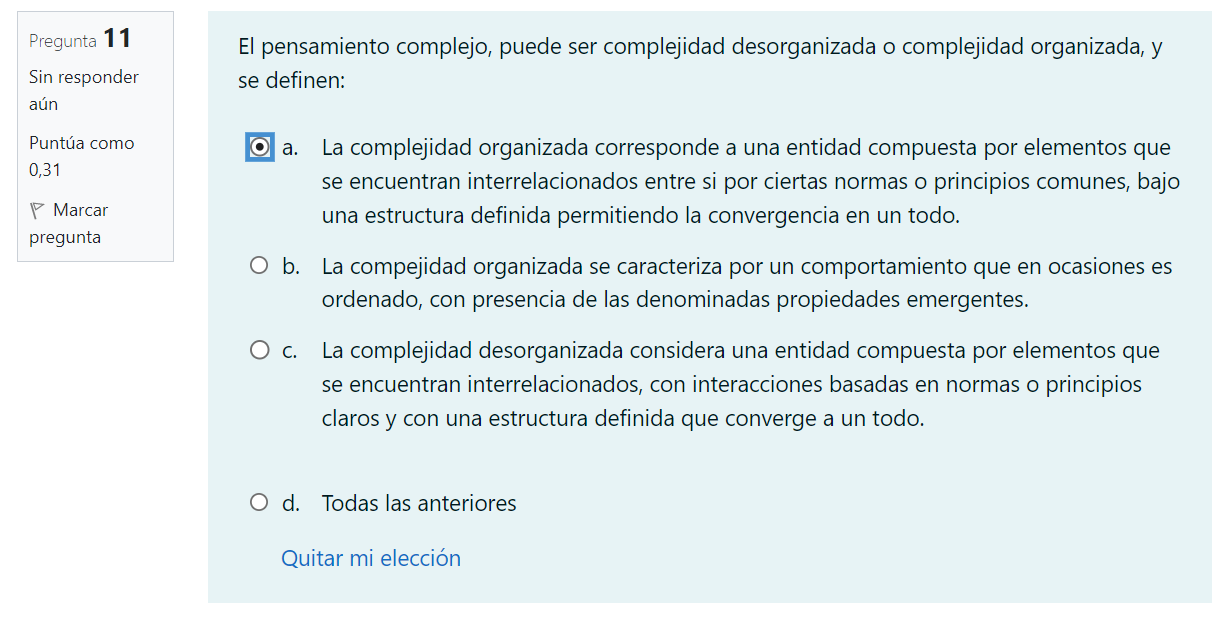 Pregunta 11
Sin responder
aún
Puntúa como
0,31
Marcar
pregunta
El pensamiento complejo, puede ser complejidad desorganizada o complejidad organizada, y
se definen:
a. La complejidad organizada corresponde a una entidad compuesta por elementos que
se encuentran interrelacionados entre si por ciertas normas o principios comunes, bajo
una estructura definida permitiendo la convergencia en un todo.
b. La compejidad organizada se caracteriza por un comportamiento que en ocasiones es
ordenado, con presencia de las denominadas propiedades emergentes.
c. La complejidad desorganizada considera una entidad compuesta por elementos que
se encuentran interrelacionados, con interacciones basadas en normas o principios
claros y con una estructura definida que converge a un todo.
d. Todas las anteriores
Quitar mi elección